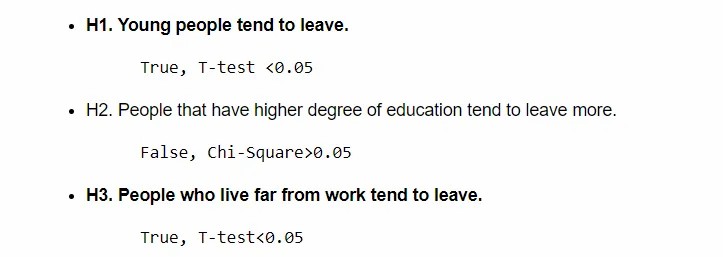 • H1. Young people tend to leave.
True, T-test <0.05
• H2. People that have higher degree of education tend to leave more.
False, Chi-Square>0.05
• H3. People who live far from work tend to leave.
True, T-test<0.05